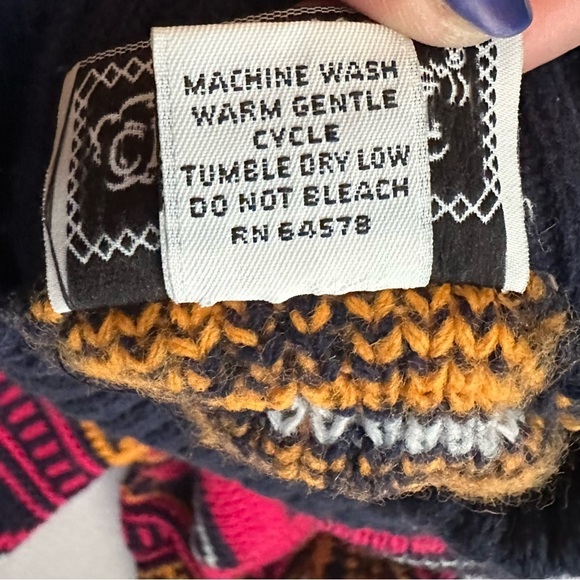 MACHINE WASH
WARM GENTLE
CYCLE
TUMBLE DRY LOW
DO NOT BLEACH
RN 64578